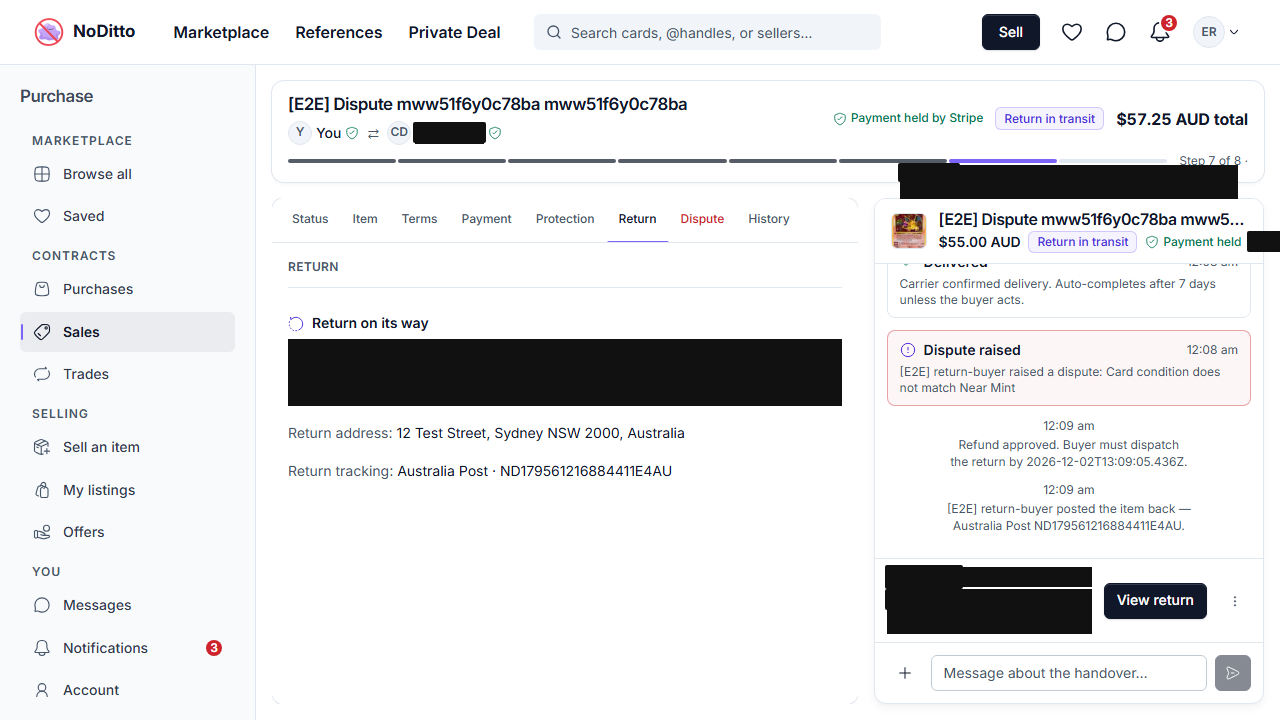 NoDitto
Marketplace
References
Private Deal
Search cards, @handles, or sellers...
Sell
3
ER
Purchase
MARKETPLACE
Browse all
Saved
CONTRACTS
Purchases
Sales
Trades
SELLING
Sell an item
My listings
Offers
YOU
Messages
Notifications
3
Account
[E2E] Dispute mww51f6y0c78ba mww51f6y0c78ba
Y You ⇄ CD
Payment held by Stripe
Return in transit
$57.25 AUD total
Step 7 of 8 ·
Status
Item
Terms
Payment
Protection
Return
Dispute
History
RETURN
Return on its way
Return address: 12 Test Street, Sydney NSW 2000, Australia
Return tracking: Australia Post · ND179561216884411E4AU
[E2E] Dispute mww51f6y0c78ba mww5...
$55.00 AUD
Return in transit
Payment held
Delivered
Carrier confirmed delivery. Auto-completes after 7 days
unless the buyer acts.
Dispute raised
12:08 am
[E2E] return-buyer raised a dispute: Card condition does
not match Near Mint
12:09 am
Refund approved. Buyer must dispatch
the return by 2026-12-02T13:09:05.436Z.
12:09 am
[E2E] return-buyer posted the item back —
Australia Post ND179561216884411E4AU.
View return
Message about the handover...